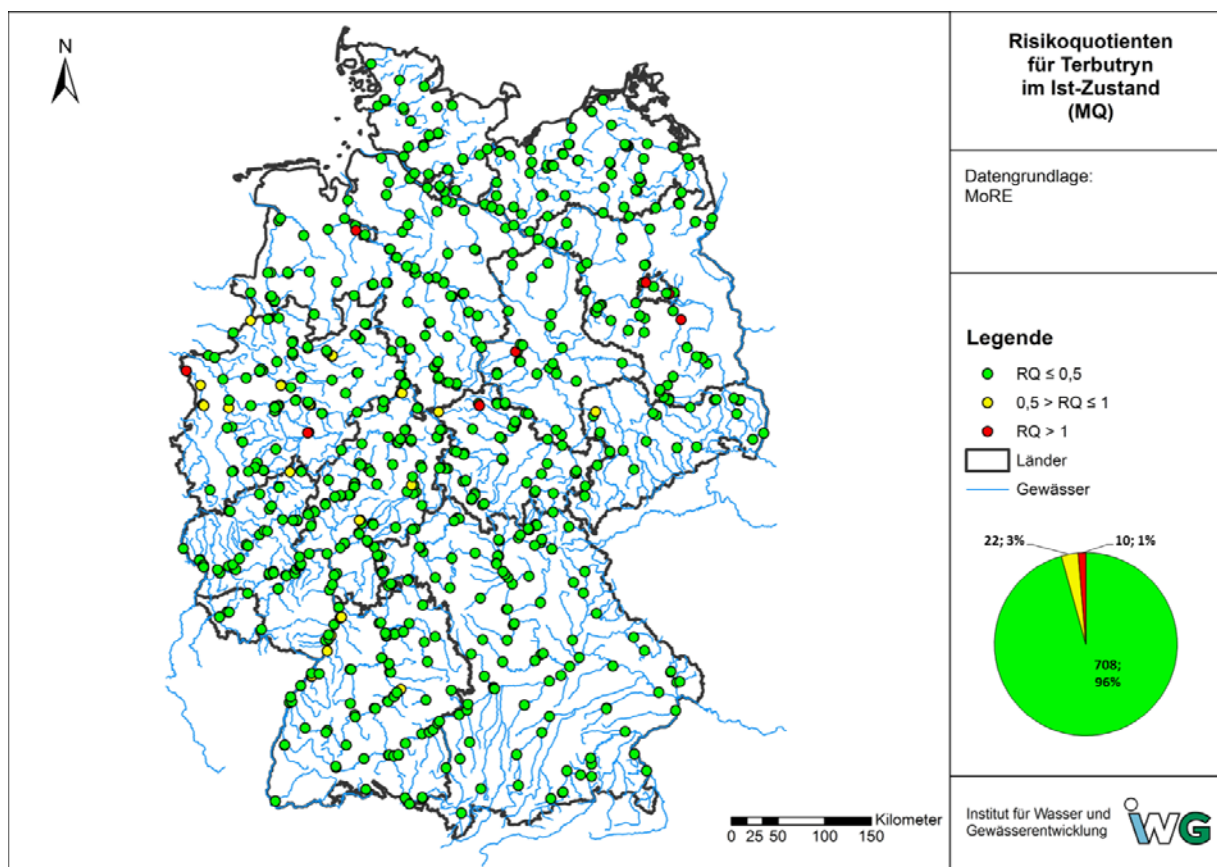 N
Risikoquotienten
für Terbutryn
im Ist-Zustand
(MQ)
Datengrundlage:
MoRE
Legende
RQ ≤ 0,5
0,5 > RQ ≤ 1
RQ > 1
Länder
Gewässer
22; 3%
10; 1%
708;
96%
Kilometer
0 25 50 100 150
Institut für Wasser und
Gewässerentwicklung
iWG